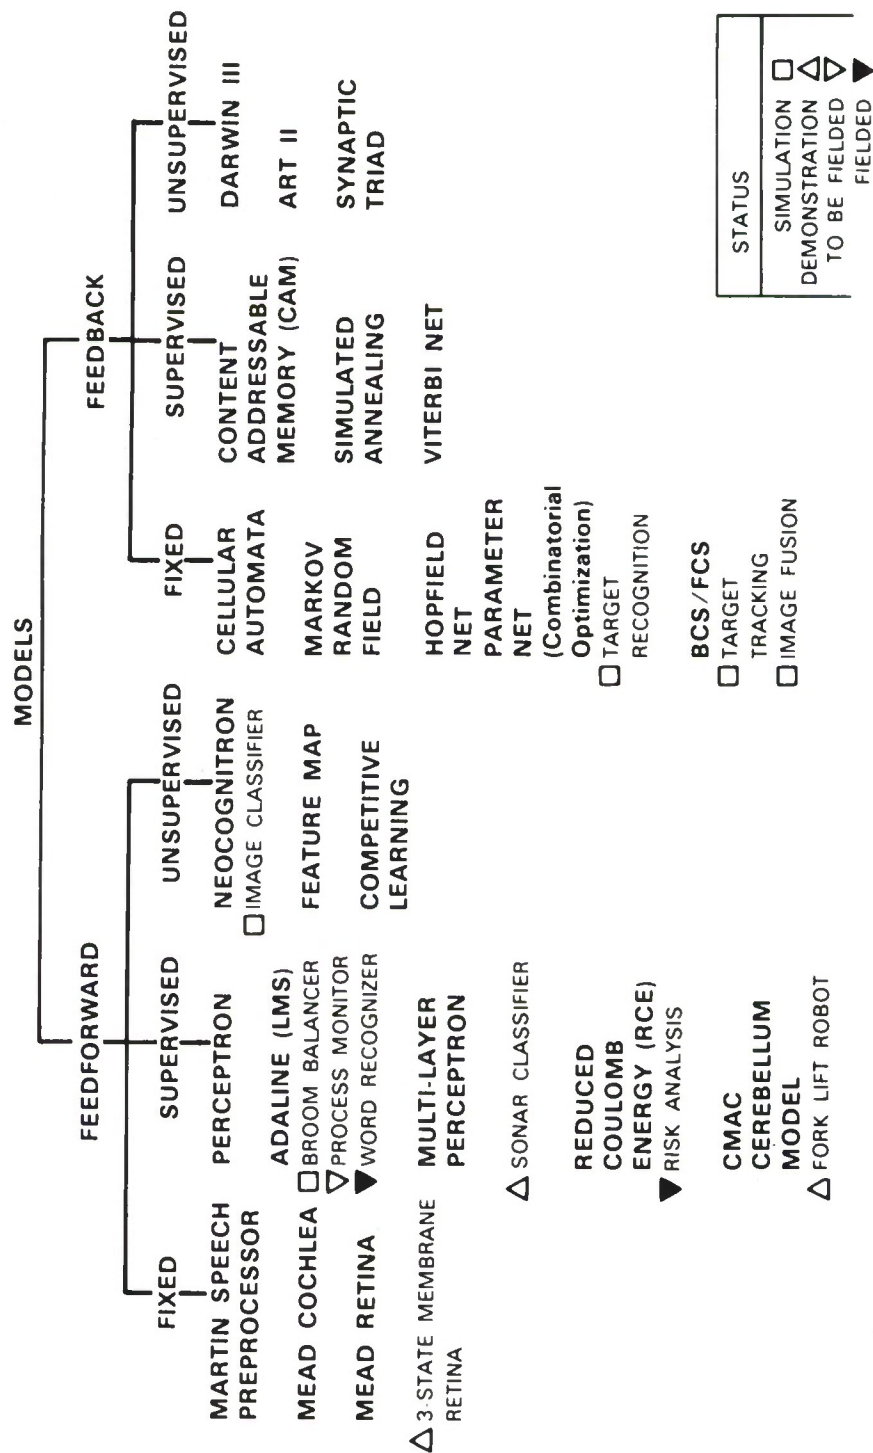 MODELS
FEEDFORWARD
FIXED
MARTIN SPEECH
PREPROCESSOR
MEAD COCHLEA
MEAD RETINA
△ 3-STATE MEMBRANE
RETINA
SUPERVISED
PERCEPTRON
ADALINE (LMS)
□ BROOM BALANCER
▽ PROCESS MONITOR
▼ WORD RECOGNIZER
MULTI-LAYER
PERCEPTRON
△ SONAR CLASSIFIER
REDUCED
COULOMB
ENERGY (RCE)
▼ RISK ANALYSIS
CMAC
CEREBELLUM
MODEL
△ FORK LIFT ROBOT
UNSUPERVISED
NEOCOGNITRON
□ IMAGE CLASSIFIER
FEATURE MAP
COMPETITIVE
LEARNING
FEEDBACK
FIXED
CELLULAR
AUTOMATA
MARKOV
RANDOM
FIELD
HOPFIELD
NET
PARAMETER
NET
(Combinatorial
Optimization)
□ TARGET
RECOGNITION
BCS/FCS
□ TARGET
TRACKING
□ IMAGE FUSION
SUPERVISED
CONTENT
ADDRESSABLE
MEMORY (CAM)
SIMULATED
ANNEALING
VITERBI NET
UNSUPERVISED
DARWIN III
ART II
SYNAPTIC
TRIAD
STATUS
SIMULATION □
DEMONSTRATION △
TO BE FIELDED ▽
FIELDED ▼